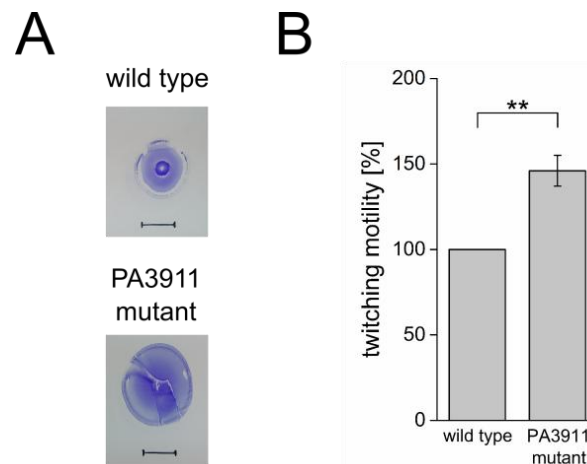 A
wild type
PA3911
mutant
B
twitching motility [%]
200
150
100
50
0
**
wild type
PA3911
mutant